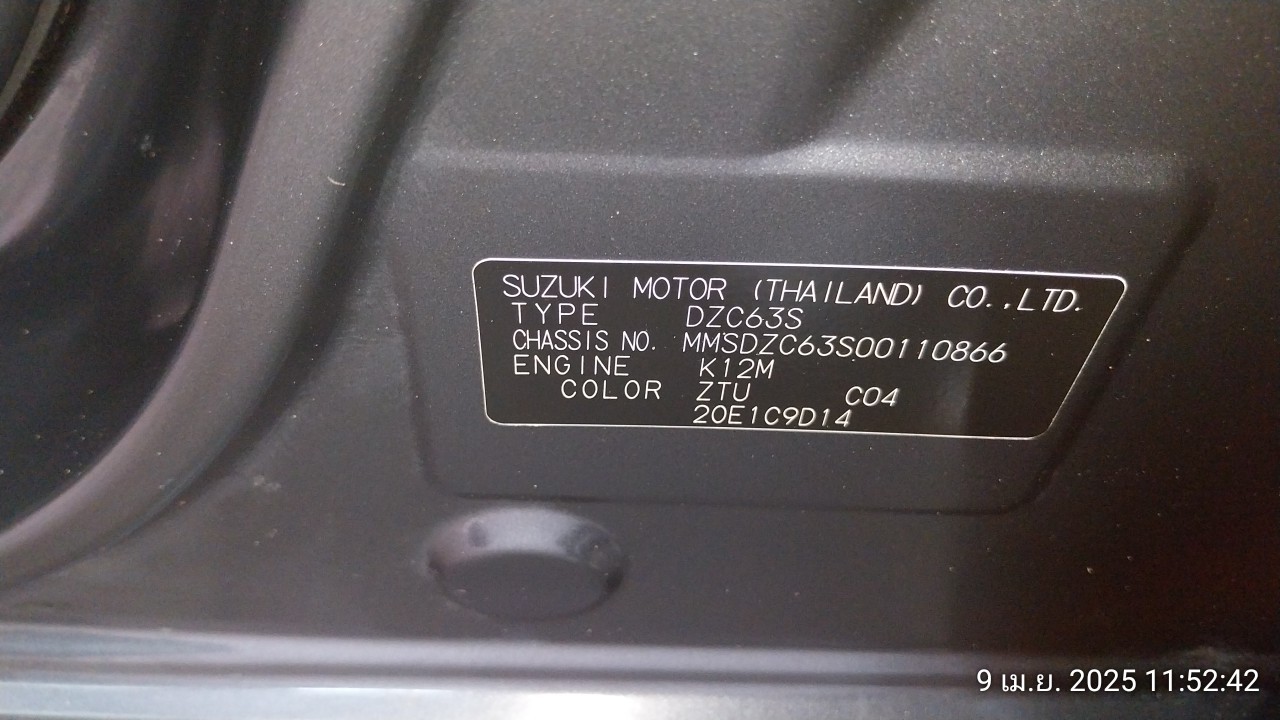 SUZUKI MOTOR (THAILAND) CO.,LTD.
TYPE DZC63S
CHASSIS NO. MMSDZC63S00110866
ENGINE K12M
COLOR ZTU C04
20E1C9D14
9 เม.ย. 2025 11:52:42